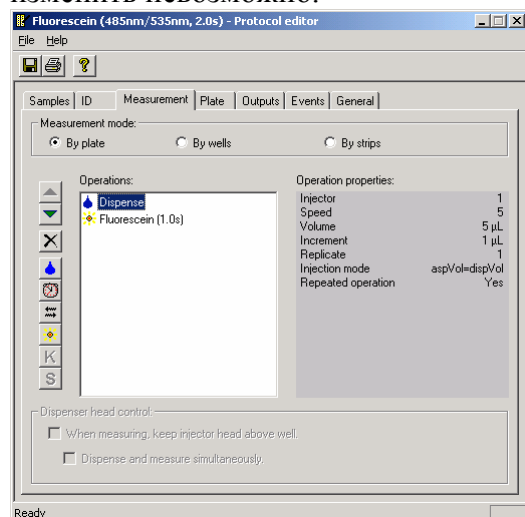 изменить невозможно.
Fluorescein (485nm/535nm, 2.0s) - Protocol editor
File Help
Samples ID Measurement Plate Outputs Events General
Measurement mode:
By plate By wells By strips
Operations:
Dispense
Fluorescein (1.0s)
Operation properties:
Injector 1
Speed 5
Volume 5 µL
Increment 1 µL
Replicate 1
Injection mode aspVol=dispVol
Repeated operation Yes
K
S
Dispenser head control:
When measuring, keep injector head above well.
Dispense and measure simultaneously.
Ready